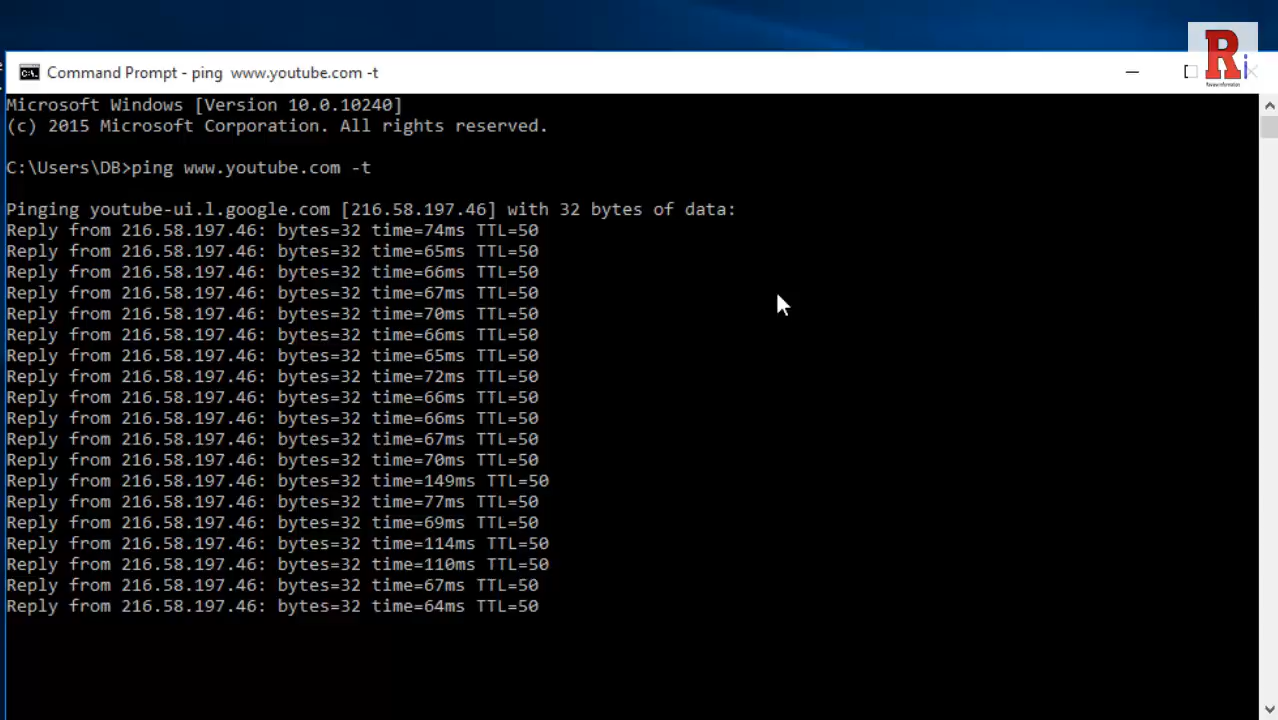 Command Prompt - ping  www.youtube.com -t
Microsoft Windows [Version 10.0.10240]
(c) 2015 Microsoft Corporation. All rights reserved.
C:\Users\DB>ping www.youtube.com -t
Pinging youtube-ui.l.google.com [216.58.197.46] with 32 bytes of data:
Reply from 216.58.197.46: bytes=32 time=74ms TTL=50
Reply from 216.58.197.46: bytes=32 time=65ms TTL=50
Reply from 216.58.197.46: bytes=32 time=66ms TTL=50
Reply from 216.58.197.46: bytes=32 time=67ms TTL=50
Reply from 216.58.197.46: bytes=32 time=70ms TTL=50
Reply from 216.58.197.46: bytes=32 time=66ms TTL=50
Reply from 216.58.197.46: bytes=32 time=65ms TTL=50
Reply from 216.58.197.46: bytes=32 time=72ms TTL=50
Reply from 216.58.197.46: bytes=32 time=66ms TTL=50
Reply from 216.58.197.46: bytes=32 time=66ms TTL=50
Reply from 216.58.197.46: bytes=32 time=67ms TTL=50
Reply from 216.58.197.46: bytes=32 time=70ms TTL=50
Reply from 216.58.197.46: bytes=32 time=149ms TTL=50
Reply from 216.58.197.46: bytes=32 time=77ms TTL=50
Reply from 216.58.197.46: bytes=32 time=69ms TTL=50
Reply from 216.58.197.46: bytes=32 time=114ms TTL=50
Reply from 216.58.197.46: bytes=32 time=110ms TTL=50
Reply from 216.58.197.46: bytes=32 time=67ms TTL=50
Reply from 216.58.197.46: bytes=32 time=64ms TTL=50
Ri